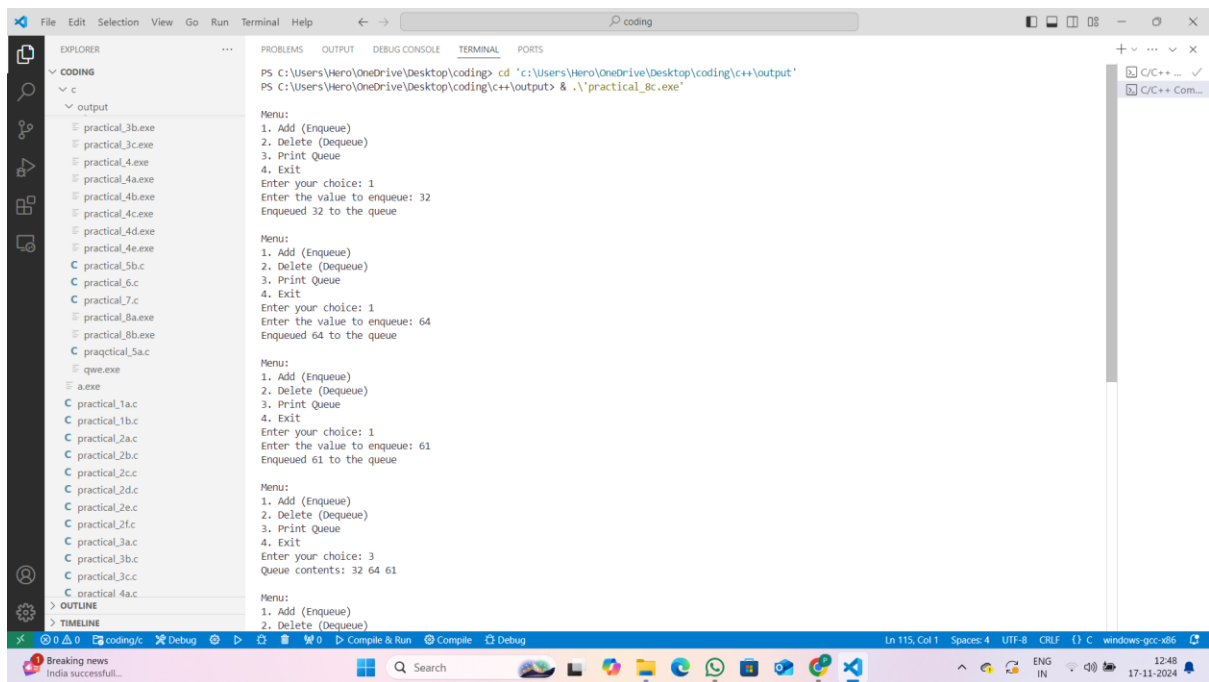 File Edit Selection View Go Run Terminal Help
coding
EXPLORER
CODING
c
output
practical_3b.exe
practical_3c.exe
practical_4.exe
practical_4a.exe
practical_4b.exe
practical_4c.exe
practical_4d.exe
practical_4e.exe
C practical_5b.c
C practical_6.c
C practical_7.c
practical_8a.exe
practical_8b.exe
C praqctical_5a.c
qwe.exe
a.exe
C practical_1a.c
C practical_1b.c
C practical_2a.c
C practical_2b.c
C practical_2c.c
C practical_2d.c
C practical_2e.c
C practical_2f.c
C practical_3a.c
C practical_3b.c
C practical_3c.c
C practical_4a.c
OUTLINE
TIMELINE
PROBLEMS OUTPUT DEBUG CONSOLE TERMINAL PORTS
PS C:\Users\Hero\OneDrive\Desktop\coding> cd 'c:\Users\Hero\OneDrive\Desktop\coding\c++\output'
PS C:\Users\Hero\OneDrive\Desktop\coding\c++\output> & .\'practical_8c.exe'
Menu:
1. Add (Enqueue)
2. Delete (Dequeue)
3. Print Queue
4. Exit
Enter your choice: 1
Enter the value to enqueue: 32
Enqueued 32 to the queue
Menu:
1. Add (Enqueue)
2. Delete (Dequeue)
3. Print Queue
4. Exit
Enter your choice: 1
Enter the value to enqueue: 64
Enqueued 64 to the queue
Menu:
1. Add (Enqueue)
2. Delete (Dequeue)
3. Print Queue
4. Exit
Enter your choice: 1
Enter the value to enqueue: 61
Enqueued 61 to the queue
Menu:
1. Add (Enqueue)
2. Delete (Dequeue)
3. Print Queue
4. Exit
Enter your choice: 3
Queue contents: 32 64 61
Menu:
1. Add (Enqueue)
2. Delete (Dequeue)
C/C++ ...
C/C++ Com...
0 0 coding/c Debug 0 Compile & Run Compile Debug Ln 115, Col 1 Spaces: 4 UTF-8 CRLF {} C windows-gcc-x86
1 Breaking news
India successfull...
Search
ENG
IN
12:48
17-11-2024